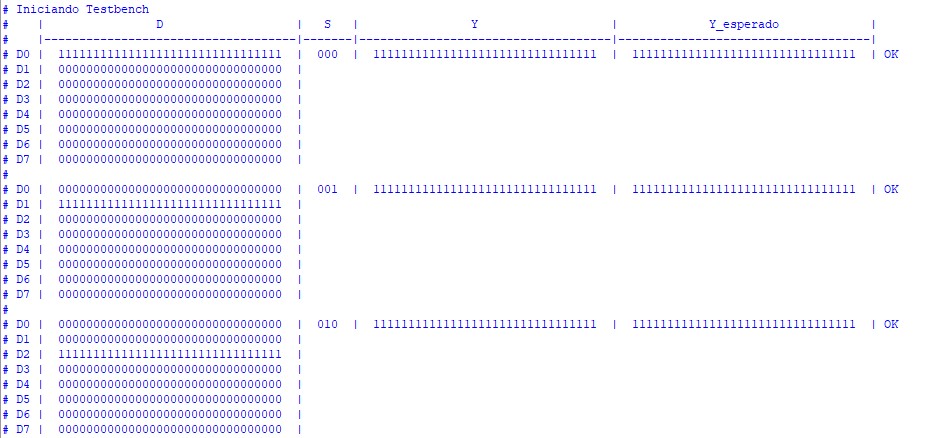 # Iniciando Testbench
#    |                D                   |   S   |                Y                   |             Y_esperado             |
#    |------------------------------------|-------|------------------------------------|------------------------------------|
# D0 |  11111111111111111111111111111111  |  000  |  11111111111111111111111111111111  |  11111111111111111111111111111111  | OK
# D1 |  00000000000000000000000000000000  |
# D2 |  00000000000000000000000000000000  |
# D3 |  00000000000000000000000000000000  |
# D4 |  00000000000000000000000000000000  |
# D5 |  00000000000000000000000000000000  |
# D6 |  00000000000000000000000000000000  |
# D7 |  00000000000000000000000000000000  |
#
# D0 |  00000000000000000000000000000000  |  001  |  11111111111111111111111111111111  |  11111111111111111111111111111111  | OK
# D1 |  11111111111111111111111111111111  |
# D2 |  00000000000000000000000000000000  |
# D3 |  00000000000000000000000000000000  |
# D4 |  00000000000000000000000000000000  |
# D5 |  00000000000000000000000000000000  |
# D6 |  00000000000000000000000000000000  |
# D7 |  00000000000000000000000000000000  |
#
# D0 |  00000000000000000000000000000000  |  010  |  11111111111111111111111111111111  |  11111111111111111111111111111111  | OK
# D1 |  00000000000000000000000000000000  |
# D2 |  11111111111111111111111111111111  |
# D3 |  00000000000000000000000000000000  |
# D4 |  00000000000000000000000000000000  |
# D5 |  00000000000000000000000000000000  |
# D6 |  00000000000000000000000000000000  |
# D7 |  00000000000000000000000000000000  |